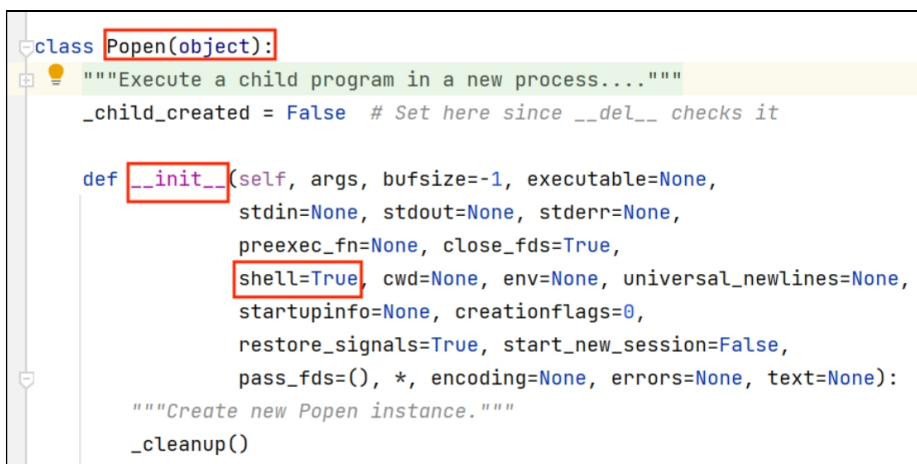 class Popen(object):
"""Execute a child program in a new process...."""
_child_created = False  # Set here since __del__ checks it
def __init__(self, args, bufsize=-1, executable=None,
stdin=None, stdout=None, stderr=None,
preexec_fn=None, close_fds=True,
shell=True, cwd=None, env=None, universal_newlines=None,
startupinfo=None, creationflags=0,
restore_signals=True, start_new_session=False,
pass_fds=(), *, encoding=None, errors=None, text=None):
"""Create new Popen instance."""
_cleanup()